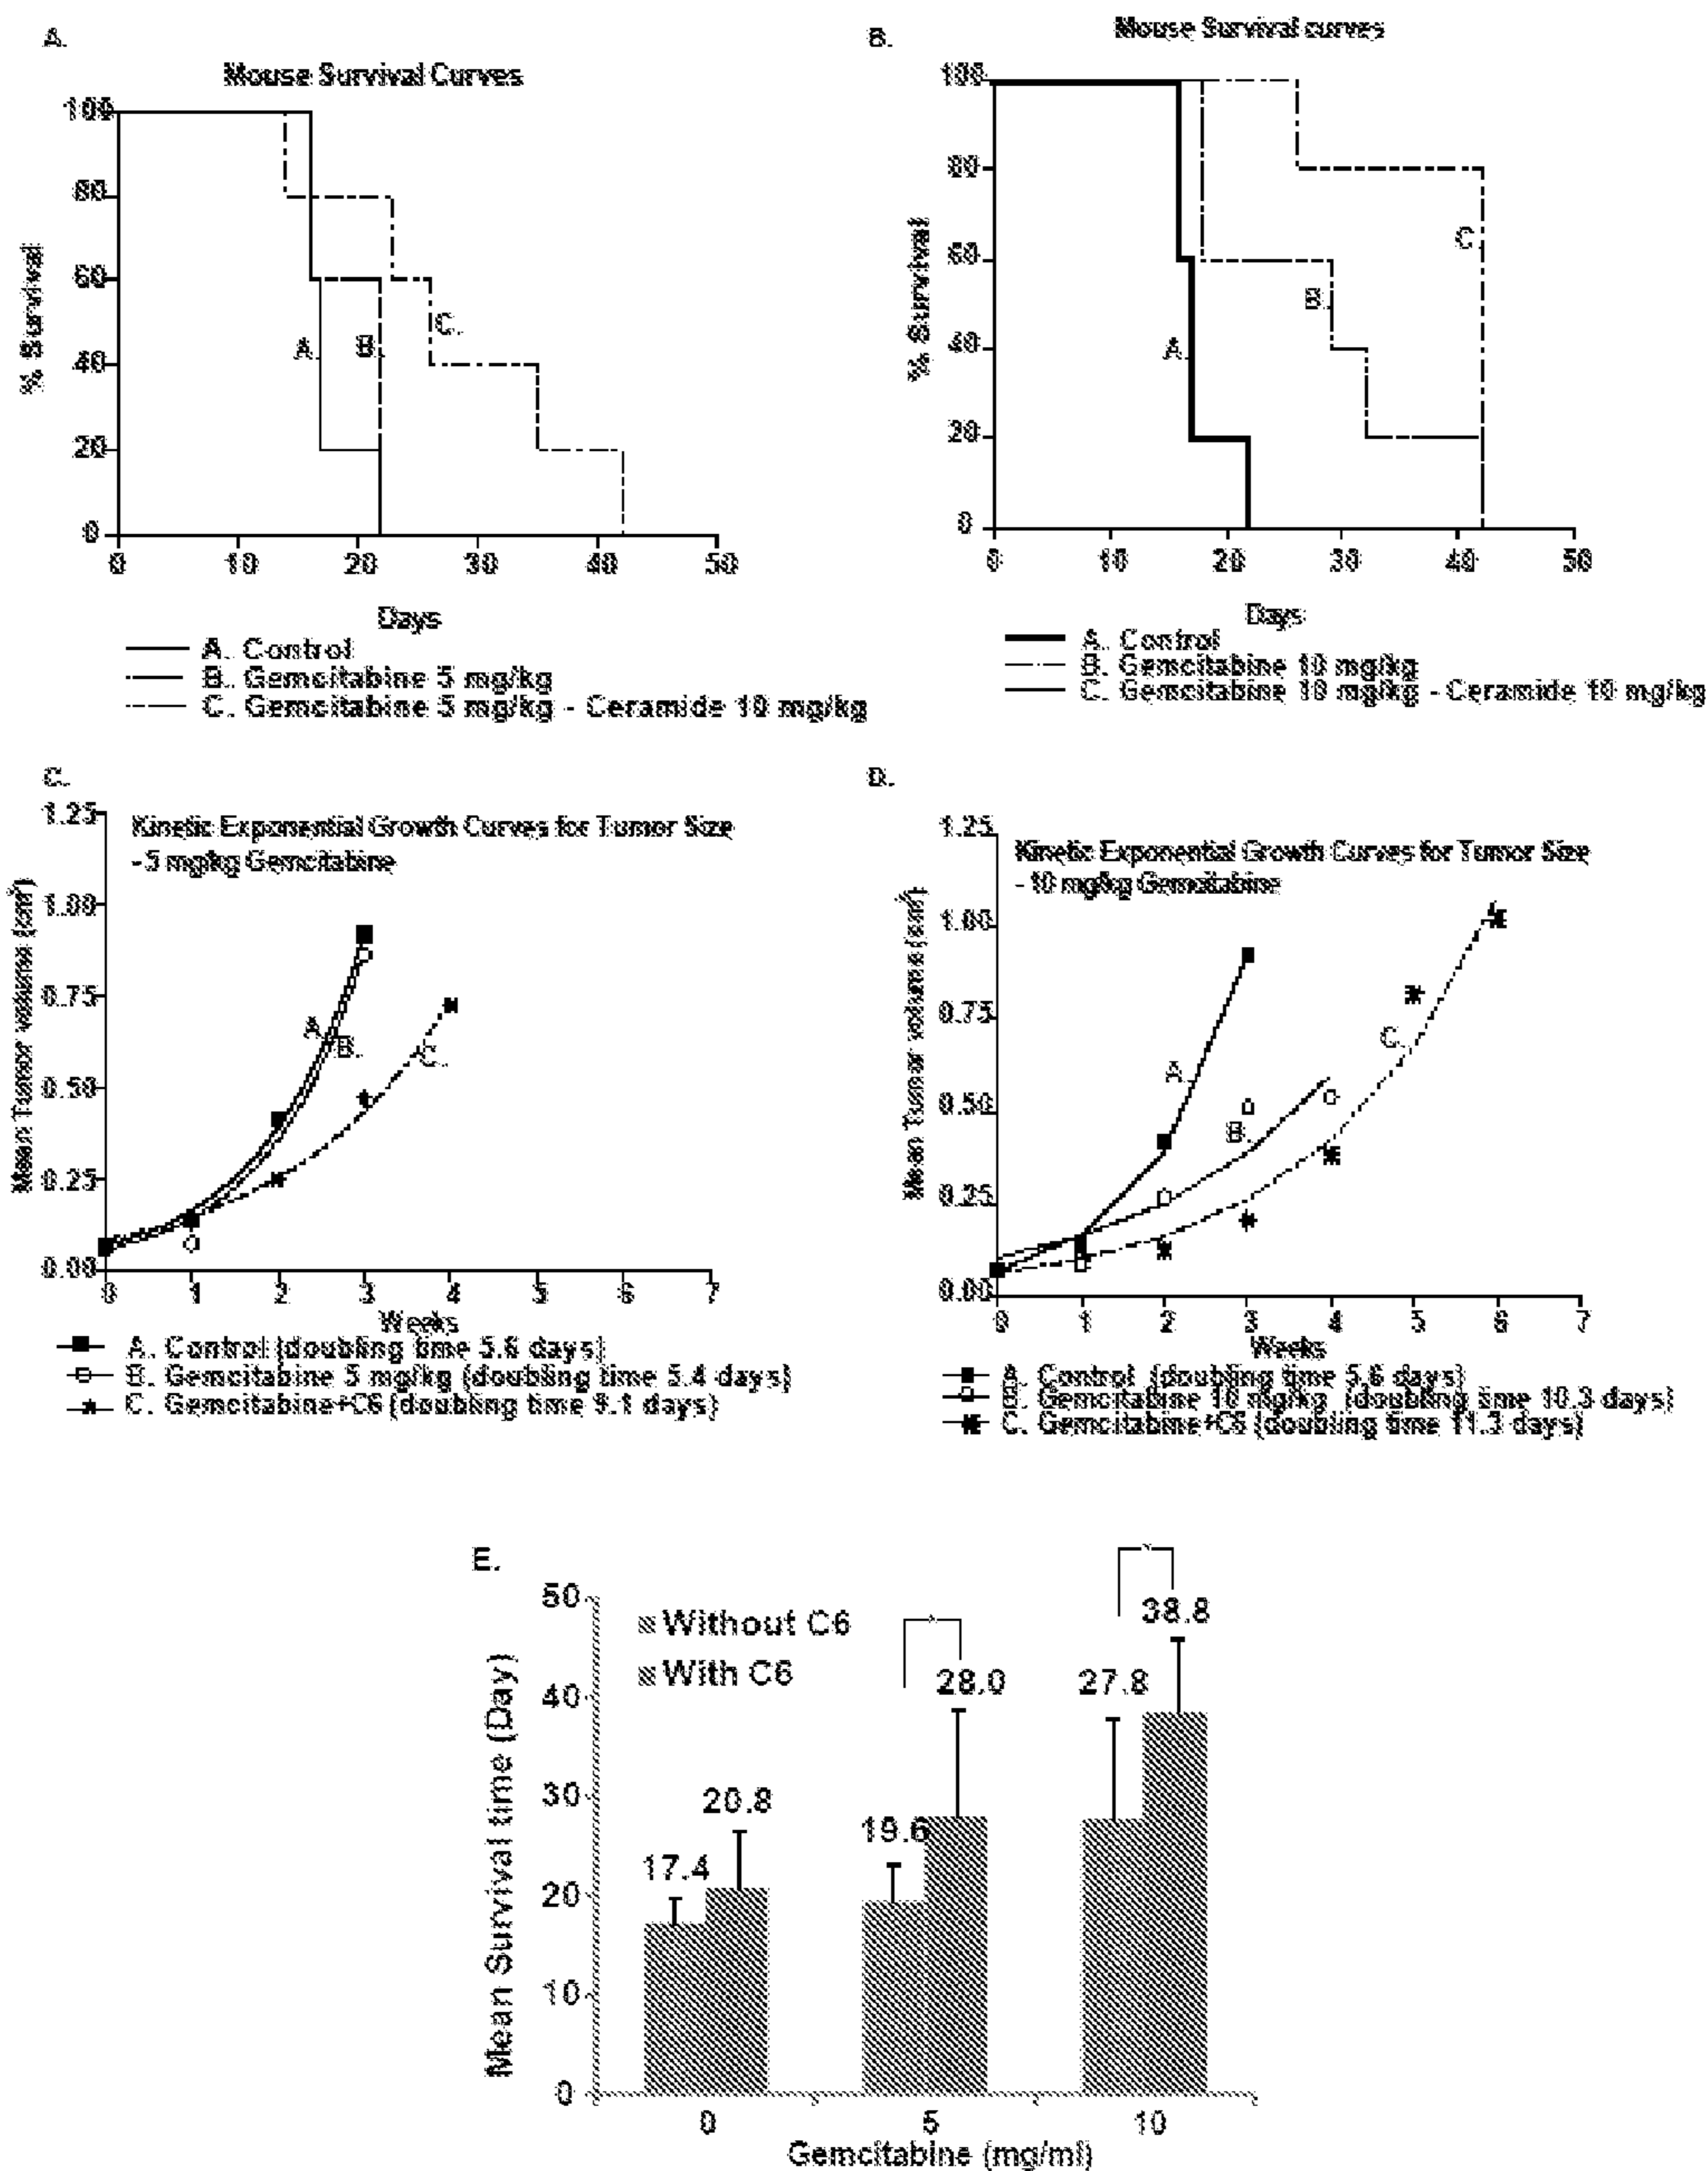 A.
Mouse Survival Curves
100
80
60
40
20
0
% Survival
A.
B.
C.
0 10 20 30 40 50
Days
A. Control
B. Gemcitabine 5 mg/kg
C. Gemcitabine 5 mg/kg - Ceramide 10 mg/kg
B.
Mouse Survival curves
100
80
60
40
20
0
% Survival
A.
B.
C.
0 10 20 30 40 50
Days
A. Control
B. Gemcitabine 10 mg/kg
C. Gemcitabine 10 mg/kg - Ceramide 10 mg/kg
C.
Kinetic Exponential Growth Curves for Tumor Size
- 5 mg/kg Gemcitabine
1.25
1.00
0.75
0.50
0.25
0.00
Mean Tumor volume (cm³)
A.
B.
C.
0 1 2 3 4 5 6 7
Weeks
A. Control (doubling time 5.6 days)
B. Gemcitabine 5 mg/kg (doubling time 5.4 days)
C. Gemcitabine+C6 (doubling time 9.1 days)
D.
Kinetic Exponential Growth Curves for Tumor Size
- 10 mg/kg Gemcitabine
1.25
1.00
0.75
0.50
0.25
0.00
Mean Tumor volume (cm³)
A.
B.
C.
0 1 2 3 4 5 6 7
Weeks
A. Control (doubling time 5.6 days)
B. Gemcitabine 10 mg/kg (doubling time 10.3 days)
C. Gemcitabine+C6 (doubling time 11.3 days)
E.
50
40
30
20
10
0
Mean Survival time (Day)
Without C6
With C6
17.4
20.8
19.6
28.0
27.8
38.8
*
*
0 5 10
Gemcitabine (mg/ml)